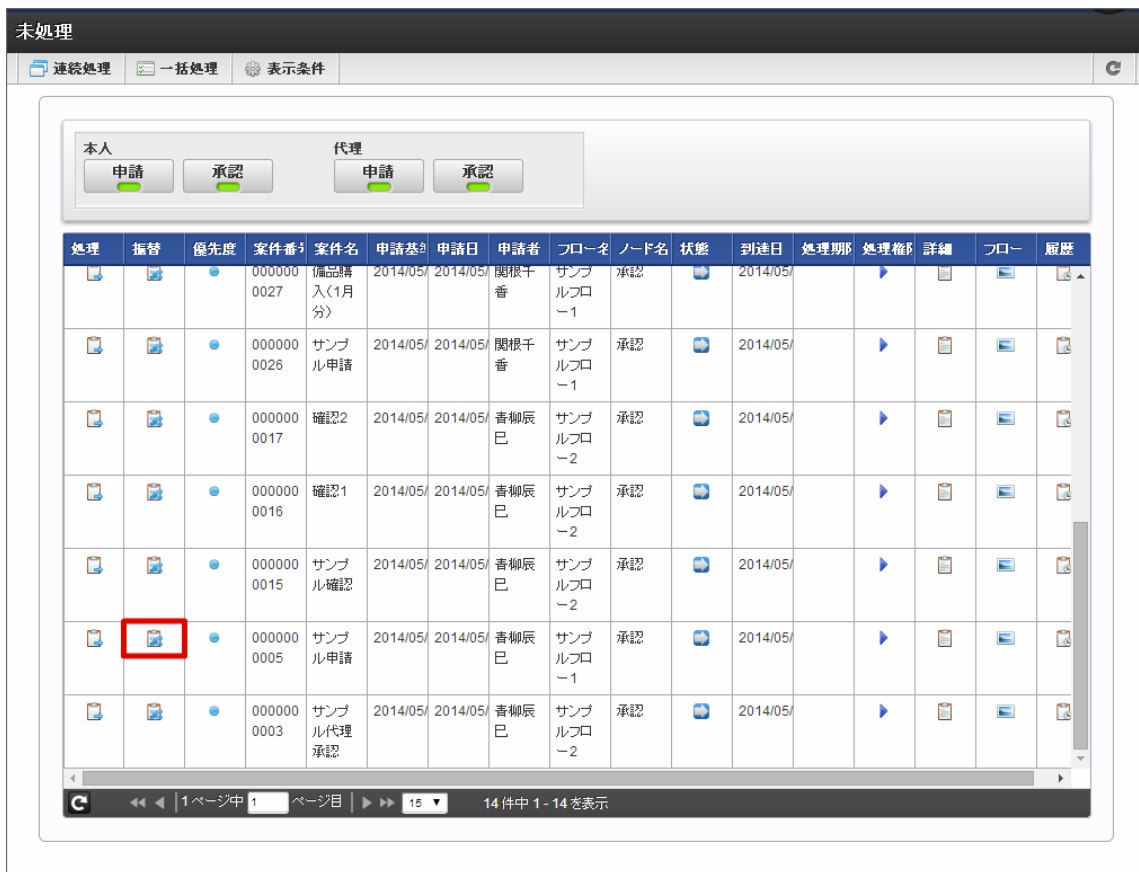 未処理
連続処理 一括処理 表示条件
本人 代理
申請 承認 申請 承認
処理 振替 優先度 案件番 案件名 申請基 申請日 申請者 フロー名 ノード名 状態 到達日 処理期 処理権 詳細 フロー 履歴
000000 備品購 2014/05/ 2014/05/ 関根千 サンプ 承認 2014/05/
0027 入(1月 香 ルフロ
分) ー1
000000 サンプ 2014/05/ 2014/05/ 関根千 サンプ 承認 2014/05/
0026 ル申請 香 ルフロ
ー1
000000 確認2 2014/05/ 2014/05/ 青柳辰 サンプ 承認 2014/05/
0017 巳 ルフロ
ー2
000000 確認1 2014/05/ 2014/05/ 青柳辰 サンプ 承認 2014/05/
0016 巳 ルフロ
ー2
000000 サンプ 2014/05/ 2014/05/ 青柳辰 サンプ 承認 2014/05/
0015 ル確認 巳 ルフロ
ー2
000000 サンプ 2014/05/ 2014/05/ 青柳辰 サンプ 承認 2014/05/
0005 ル申請 巳 ルフロ
ー1
000000 サンプ 2014/05/ 2014/05/ 青柳辰 サンプ 承認 2014/05/
0003 ル代理 巳 ルフロ
承認 ー2
1ページ中 1 ページ目 15 14件中 1 - 14 を表示